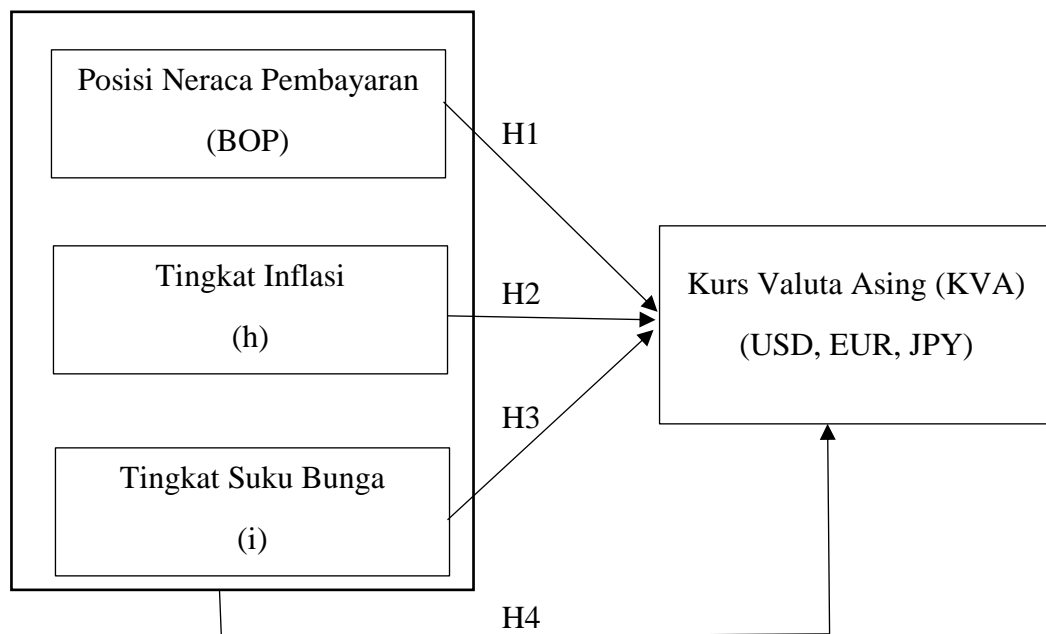 Posisi Neraca Pembayaran
(BOP)
H1
Tingkat Inflasi
(h)
H2
Kurs Valuta Asing (KVA)
(USD, EUR, JPY)
H3
Tingkat Suku Bunga
(i)
H4